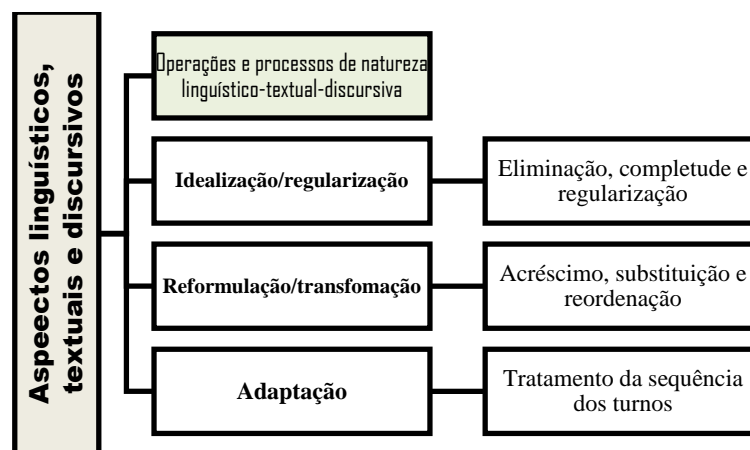 Aspeectos linguísticos,
textuais e discursivos
Operações e processos de natureza
linguístico-textual-discursiva
Idealização/regularização
Eliminação, completude e
regularização
Reformulação/transfomação
Acréscimo, substituição e
reordenação
Adaptação
Tratamento da sequência
dos turnos